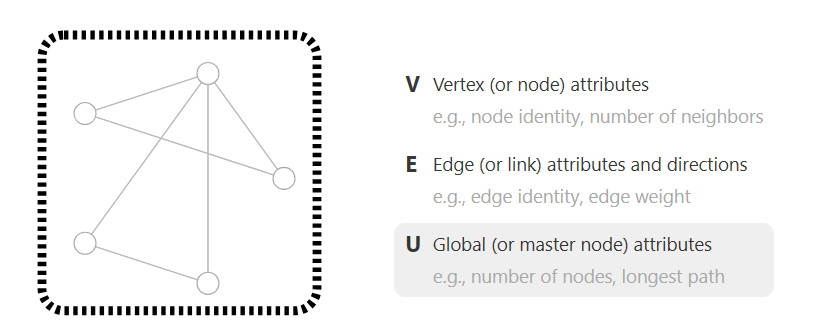 V Vertex (or node) attributes
e.g., node identity, number of neighbors
E Edge (or link) attributes and directions
e.g., edge identity, edge weight
U Global (or master node) attributes
e.g., number of nodes, longest path